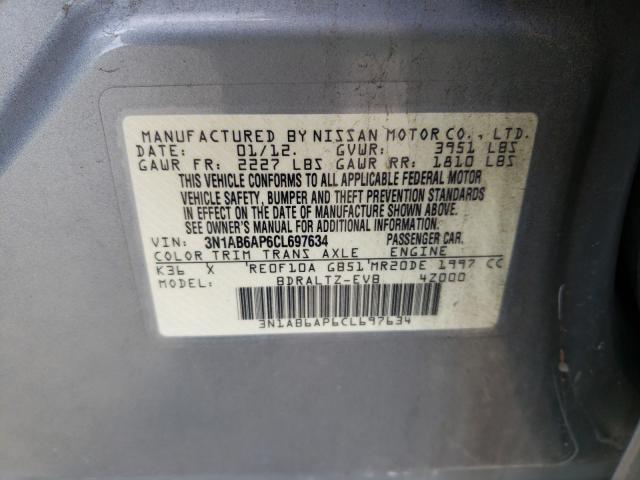 MANUFACTURED BY NISSAN MOTOR CO., LTD.
DATE: 01/12. GVWR: 3951 LBS
GAWR FR: 2227 LBS GAWR RR: 1810 LBS
THIS VEHICLE CONFORMS TO ALL APPLICABLE FEDERAL MOTOR
VEHICLE SAFETY, BUMPER AND THEFT PREVENTION STANDARDS
IN EFFECT ON THE DATE OF MANUFACTURE SHOWN ABOVE.
SEE OWNER'S MANUAL FOR ADDITIONAL INFORMATION.
VIN: 3N1AB6AP6CL697634 PASSENGER CAR.
COLOR TRIM TRANS AXLE ENGINE
K36 X 'RE0F10A GB51'MR20DE 1997 CC
MODEL: BDRALTZ-EVB 4Z000
3N1AB6AP6CL697634